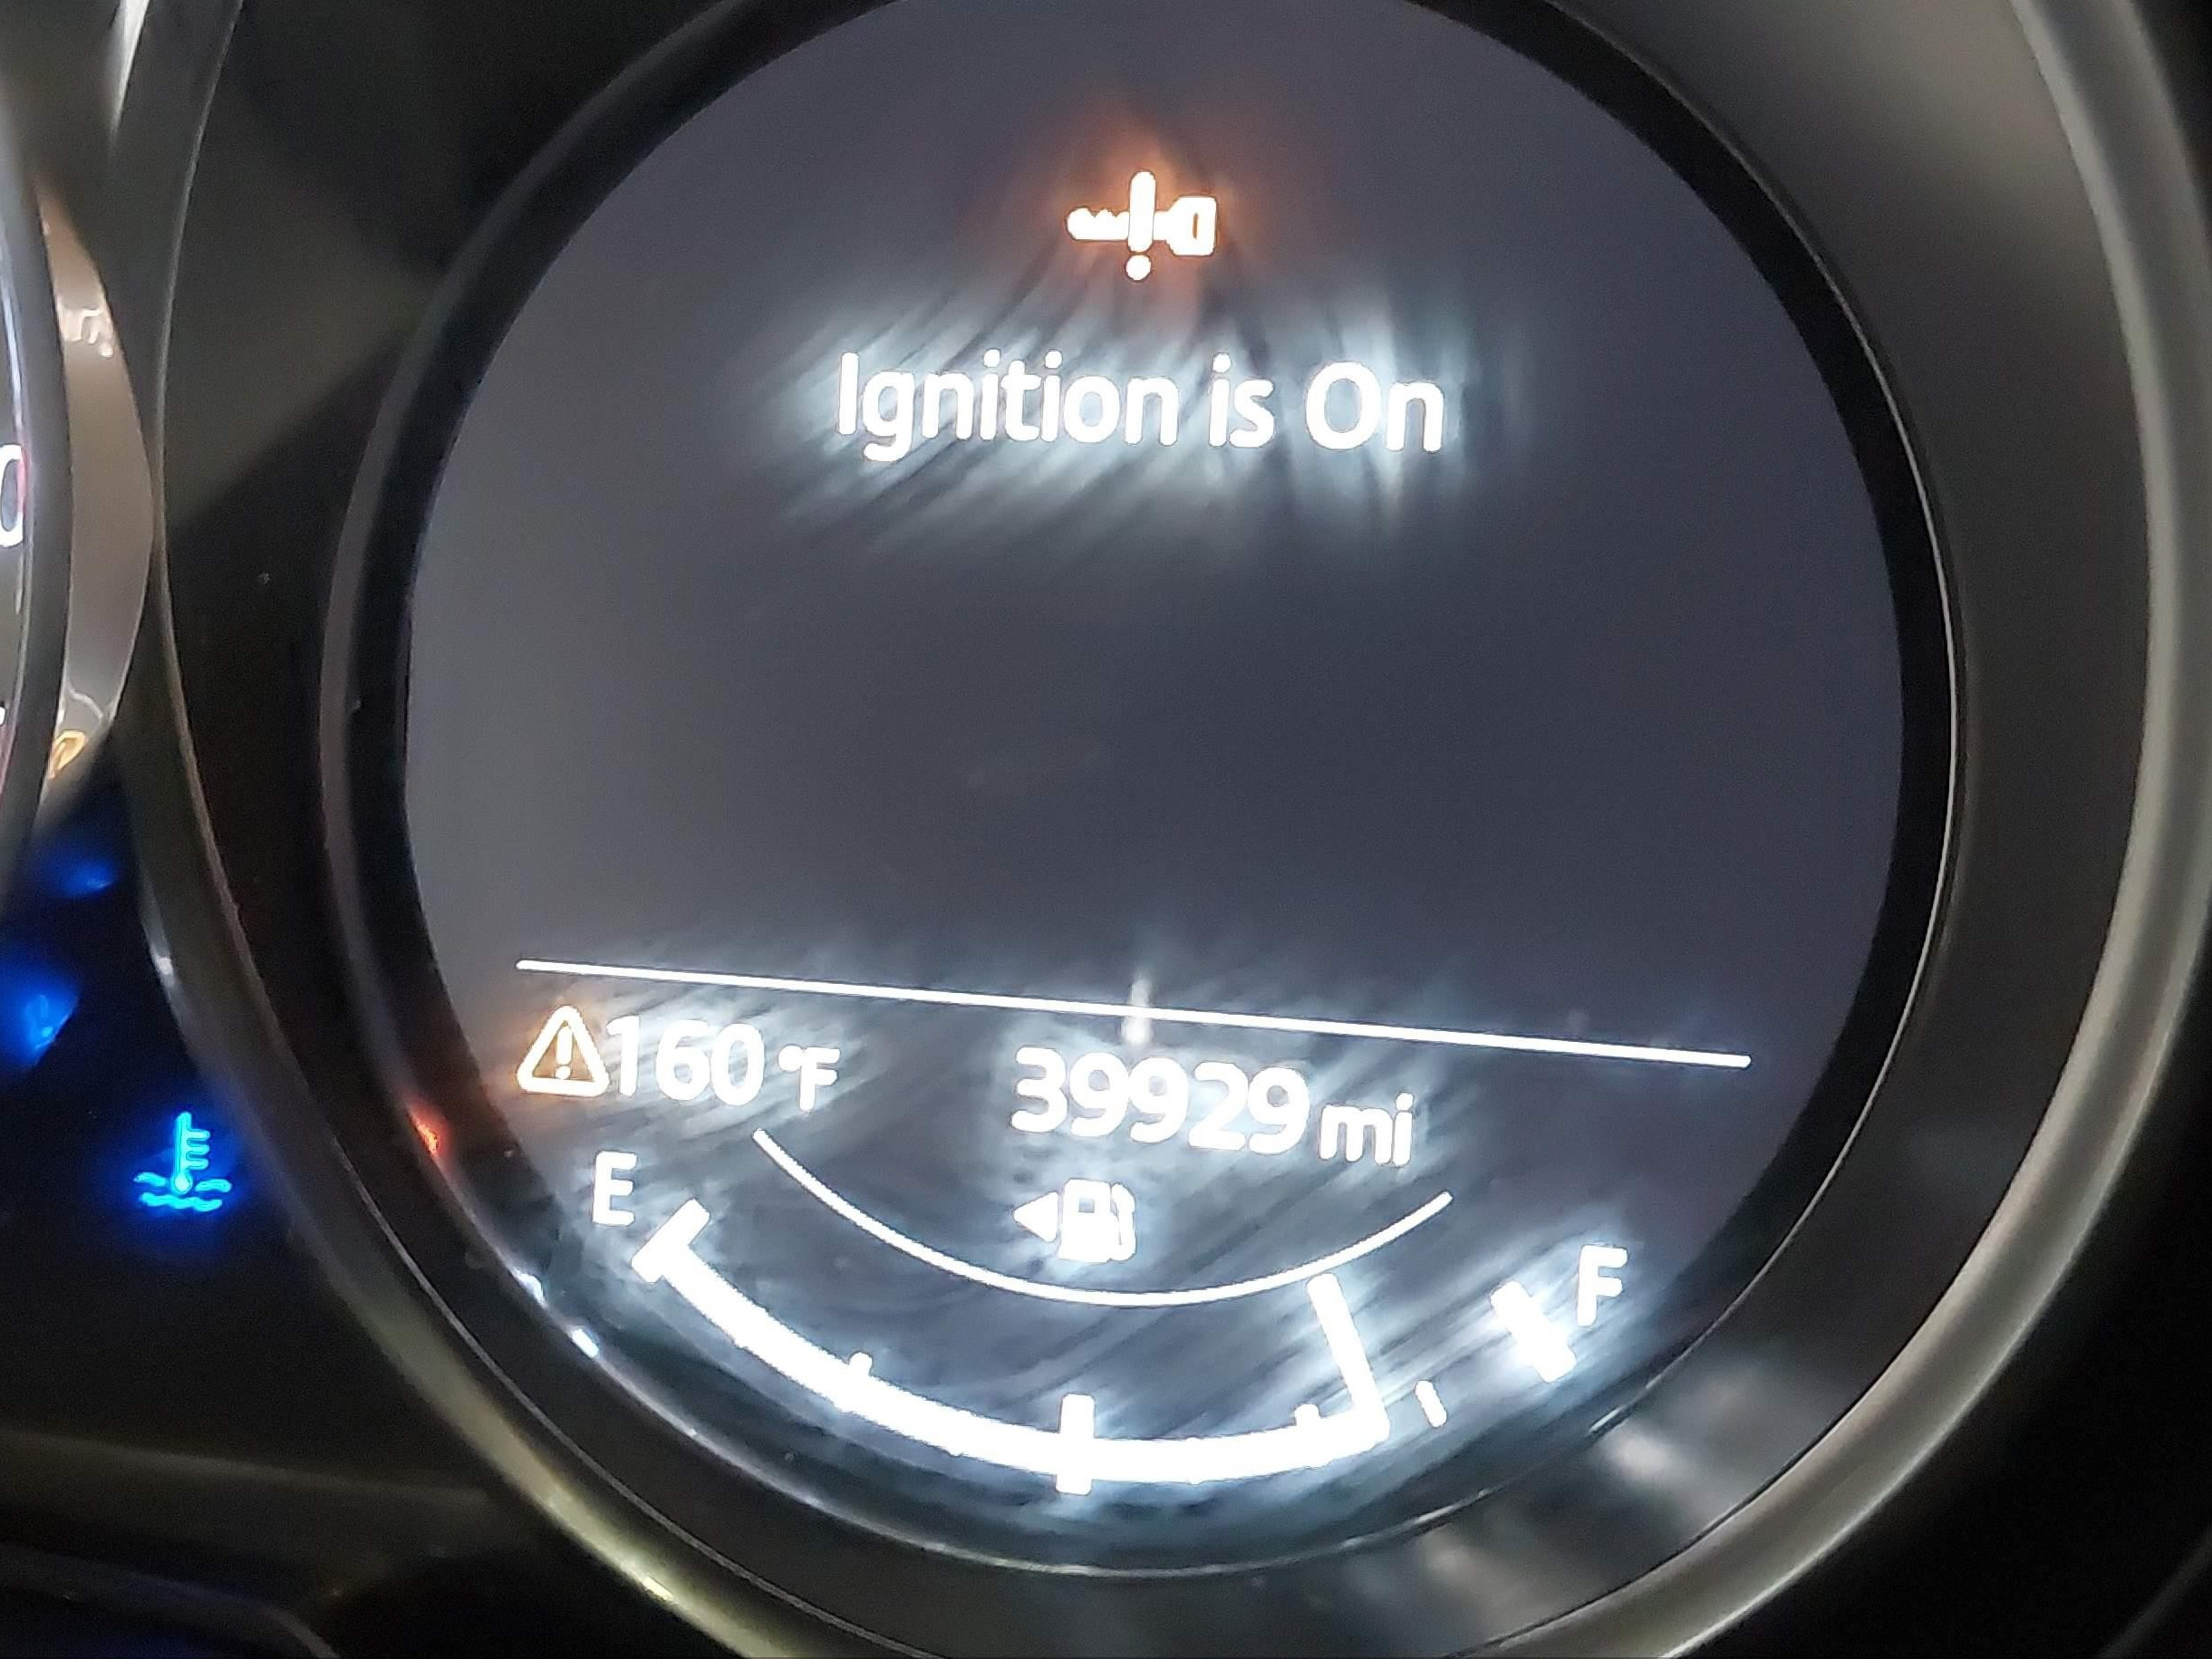 Ignition is On
160 °F
39929 mi
E
F